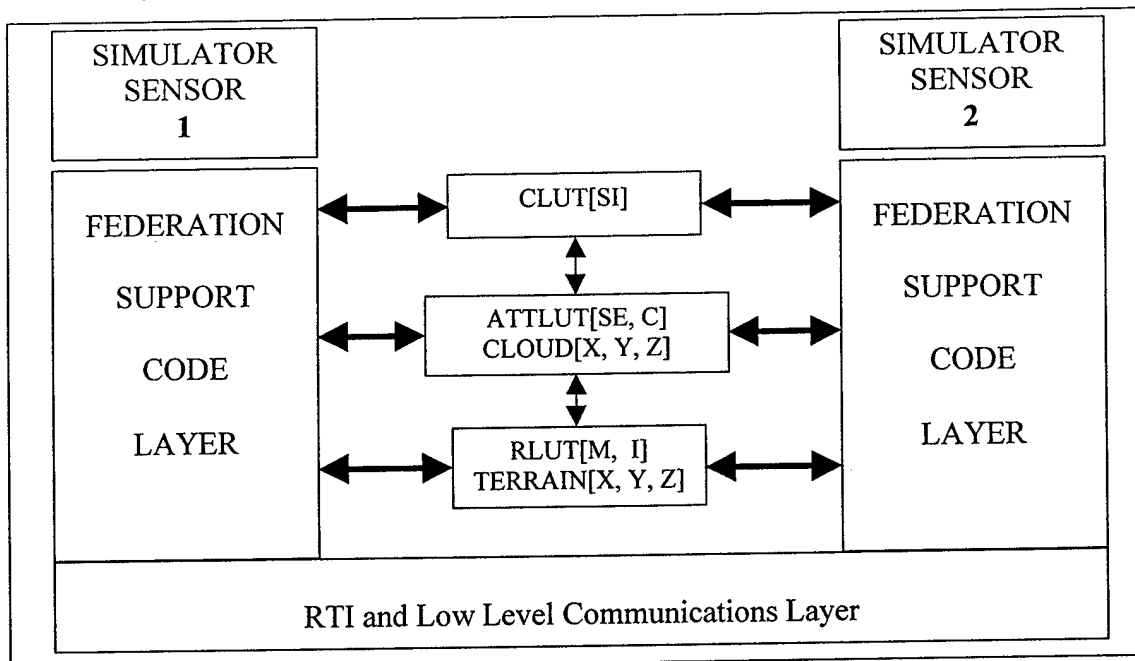 SIMULATOR
SENSOR
1
SIMULATOR
SENSOR
2
FEDERATION
SUPPORT
CODE
LAYER
CLUT[SI]
ATTLUT[SE, C]
CLOUD[X, Y, Z]
RLUT[M, I]
TERRAIN[X, Y, Z]
FEDERATION
SUPPORT
CODE
LAYER
RTI and Low Level Communications Layer